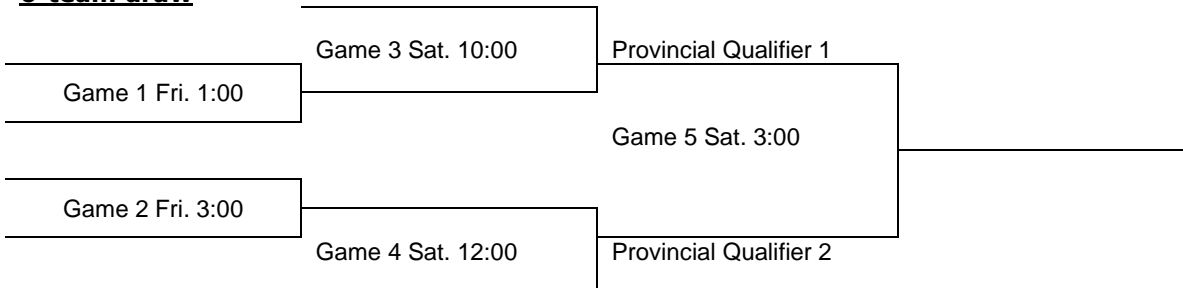 Game 3 Sat. 10:00
Provincial Qualifier 1
Game 1 Fri. 1:00
Game 5 Sat. 3:00
Game 2 Fri. 3:00
Game 4 Sat. 12:00
Provincial Qualifier 2